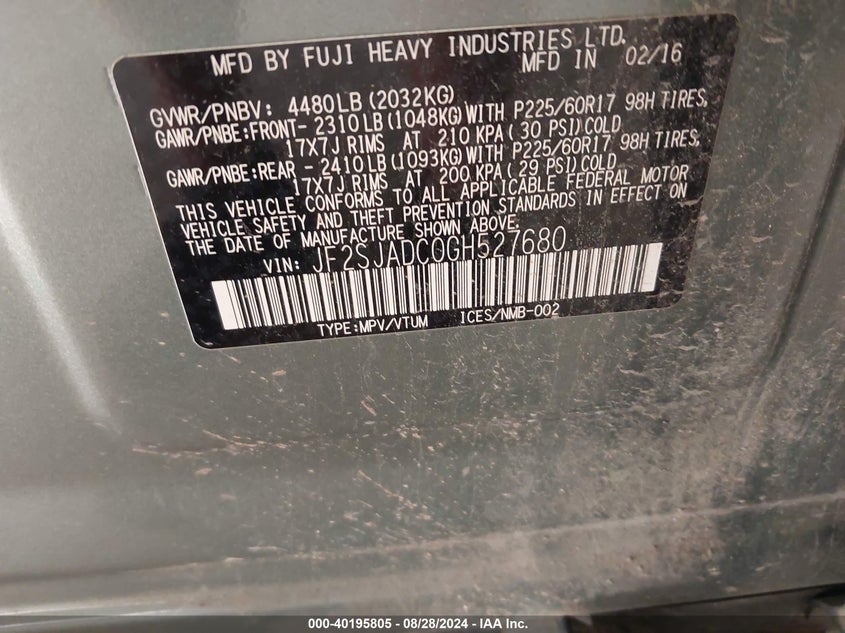 MFD BY FUJI HEAVY INDUSTRIES LTD.
MFD IN 02/16
GVWR/PNBV: 4480LB(2032KG)
GAWR/PNBE:FRONT- 2310LB(1048KG)WITH P225/60R17 98H TIRES,
17X7J RIMS AT 210 KPA(30 PSI)COLD
GAWR/PNBE:REAR - 2410LB(1093KG)WITH P225/60R17 98H TIRES,
17X7J RIMS AT 200 KPA(29 PSI)COLD
THIS VEHICLE CONFORMS TO ALL APPLICABLE FEDERAL MOTOR
VEHICLE SAFETY AND THEFT PREVENTION STANDARDS IN EFFECT ON
THE DATE OF MANUFACTURE SHOWN ABOVE.
VIN: JF2SJADC0GH527680
TYPE:MPV/VTUM ICES/NMB-002
000-40195805 - 08/28/2024 - IAA Inc.